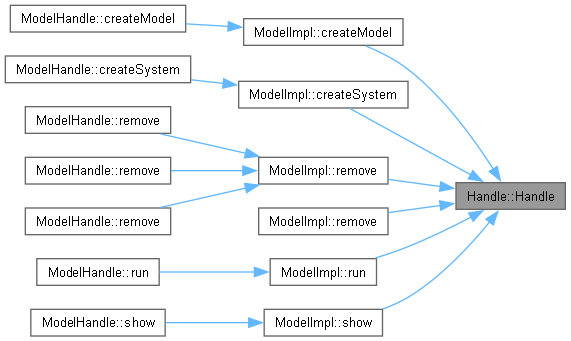 ModelHandle::createModel
ModelImpl::createModel
ModelHandle::createSystem
ModelImpl::createSystem
ModelHandle::remove
ModelHandle::remove
ModelImpl::remove
Handle::Handle
ModelHandle::remove
ModelImpl::remove
ModelHandle::run
ModelImpl::run
ModelHandle::show
ModelImpl::show